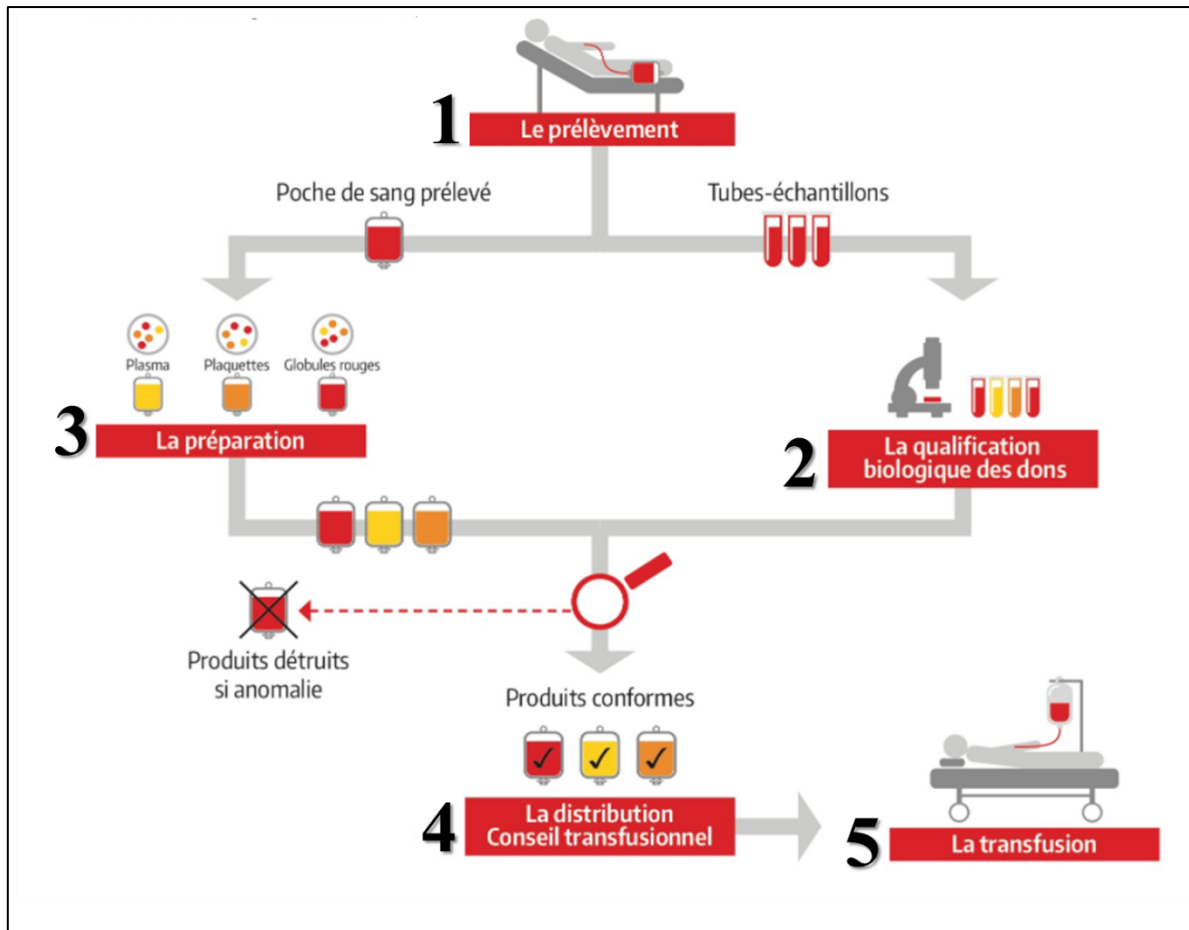 1
Le prélèvement
Poche de sang prélevé
Tubes-échantillons
Plasma
Plaquettes
Globules rouges
3
La préparation
2
La qualification
biologique des dons
Produits détruits
si anomalie
Produits conformes
4
La distribution
Conseil transfusionnel
5
La transfusion